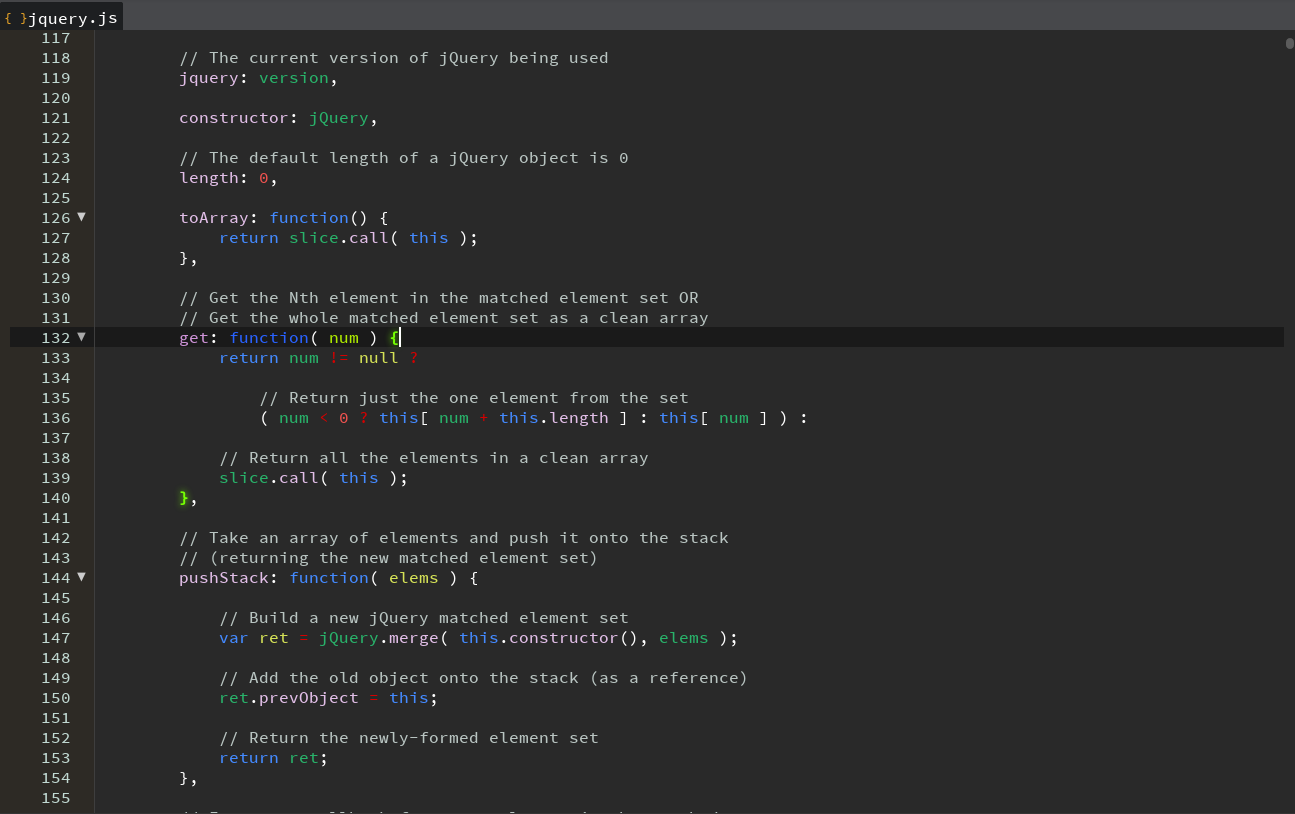 { }jquery.js
117
118 // The current version of jQuery being used
119 jquery: version,
120
121 constructor: jQuery,
122
123 // The default length of a jQuery object is 0
124 length: 0,
125
126 ▼ toArray: function() {
127 return slice.call( this );
128 },
129
130 // Get the Nth element in the matched element set OR
131 // Get the whole matched element set as a clean array
132 ▼ get: function( num ) {
133 return num != null ?
134
135 // Return just the one element from the set
136 ( num < 0 ? this[ num + this.length ] : this[ num ] ) :
137
138 // Return all the elements in a clean array
139 slice.call( this );
140 },
141
142 // Take an array of elements and push it onto the stack
143 // (returning the new matched element set)
144 ▼ pushStack: function( elems ) {
145
146 // Build a new jQuery matched element set
147 var ret = jQuery.merge( this.constructor(), elems );
148
149 // Add the old object onto the stack (as a reference)
150 ret.prevObject = this;
151
152 // Return the newly-formed element set
153 return ret;
154 },
155